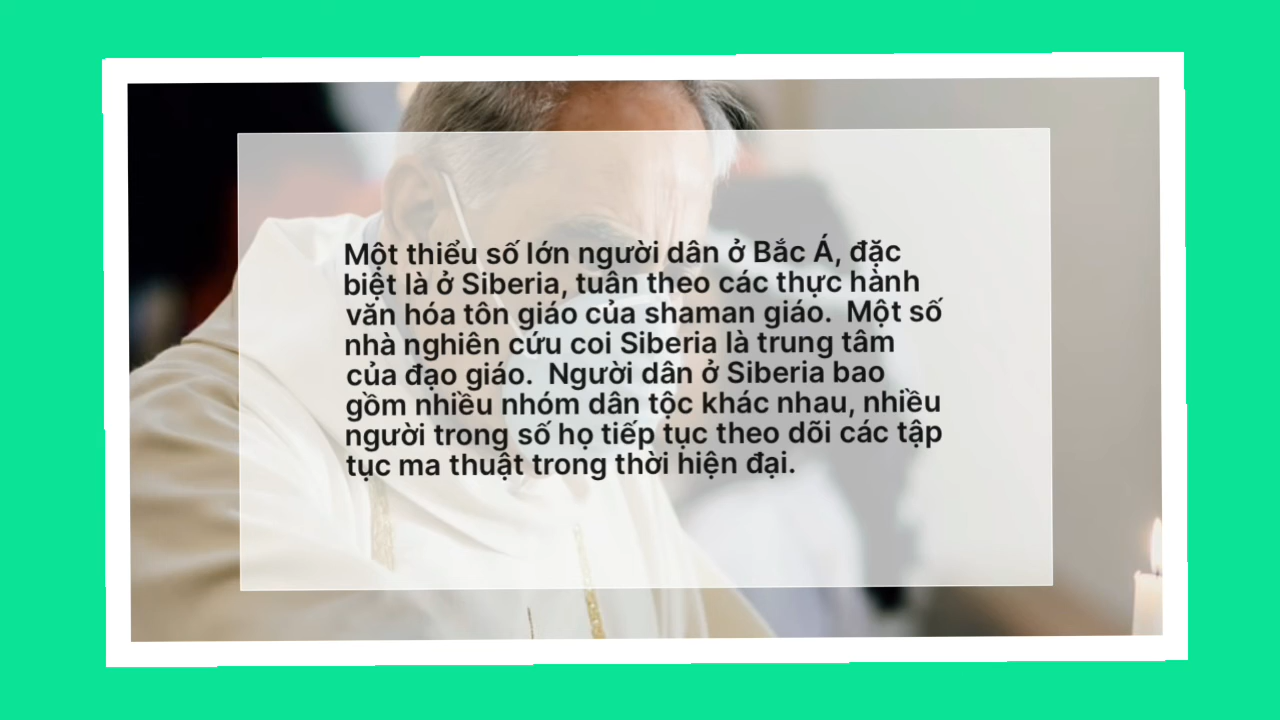 Một thiểu số lớn người dân ở Bắc Á, đặc
biệt là ở Siberia, tuân theo các thực hành
văn hóa tôn giáo của shaman giáo.  Một số
nhà nghiên cứu coi Siberia là trung tâm
của đạo giáo.  Người dân ở Siberia bao
gồm nhiều nhóm dân tộc khác nhau, nhiều
người trong số họ tiếp tục theo dõi các tập
tục ma thuật trong thời hiện đại.